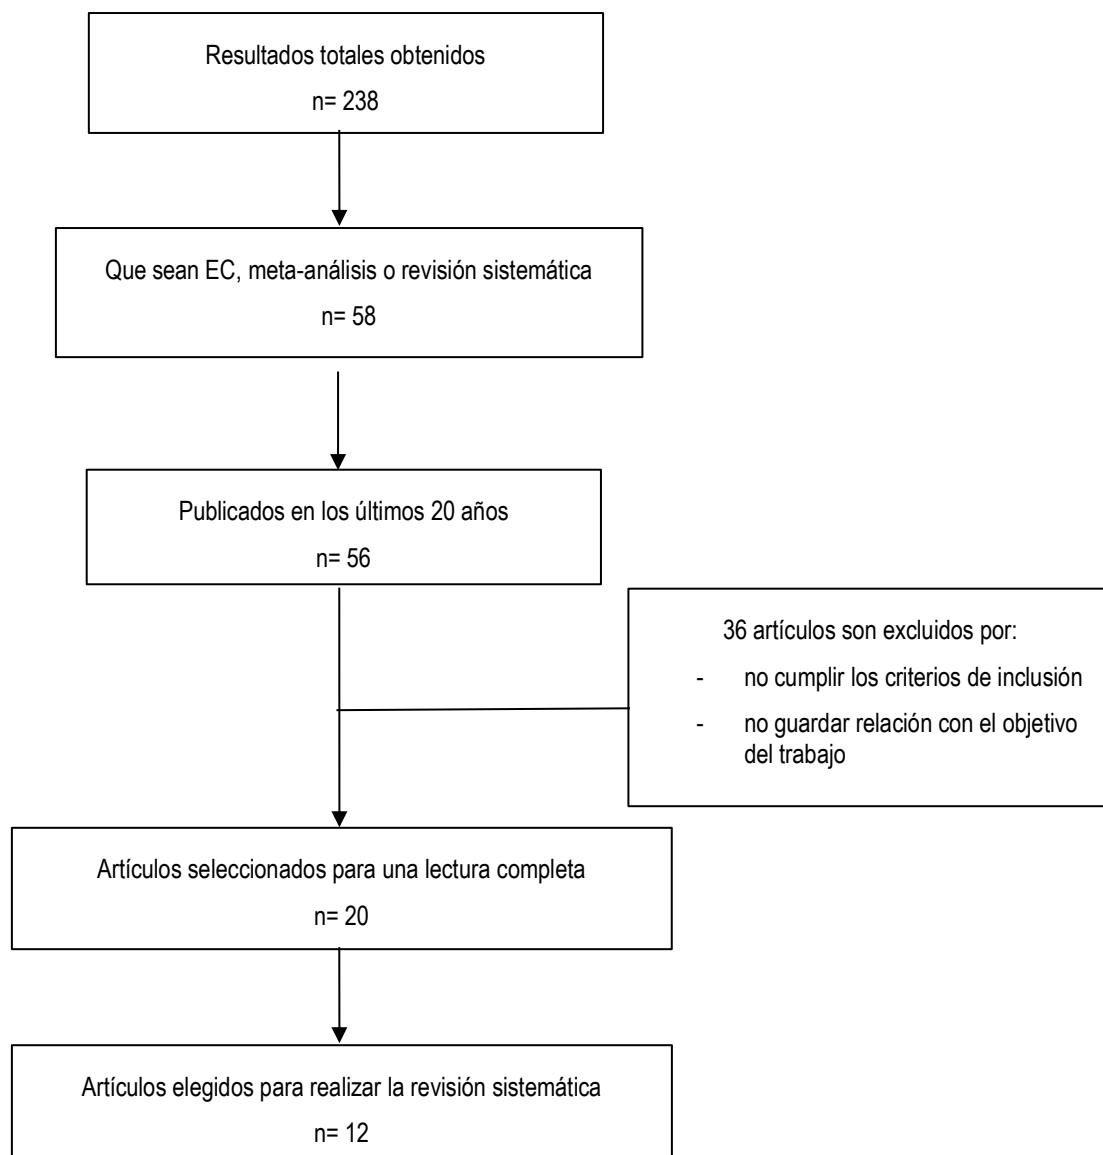 Resultados totales obtenidos
n= 238
Que sean EC, meta-análisis o revisión sistemática
n= 58
Publicados en los últimos 20 años
n= 56
36 artículos son excluidos por:
- no cumplir los criterios de inclusión
- no guardar relación con el objetivo
del trabajo
Artículos seleccionados para una lectura completa
n= 20
Artículos elegidos para realizar la revisión sistemática
n= 12